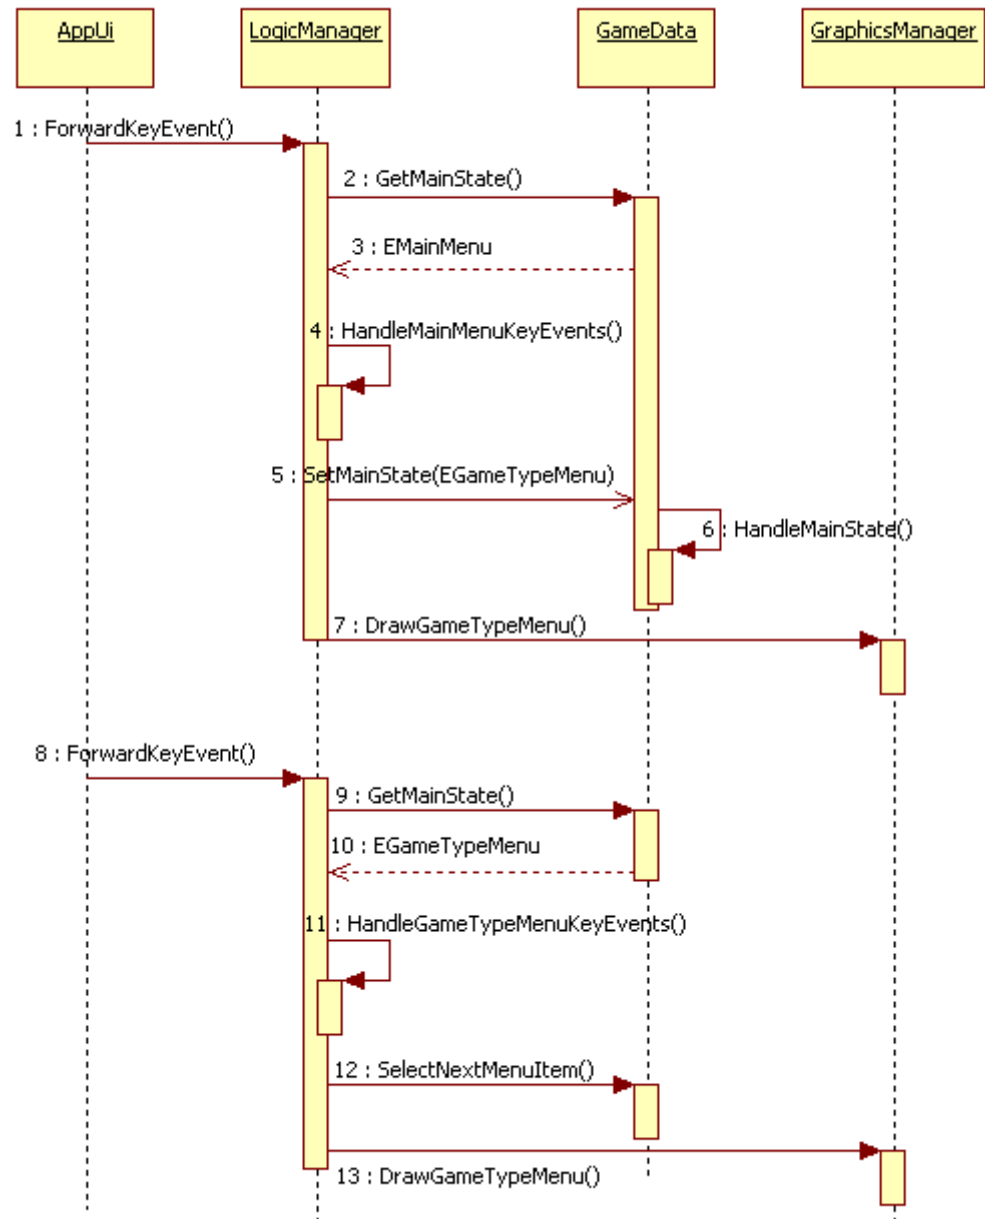 AppUi
LogicManager
GameData
GraphicsManager
1 : ForwardKeyEvent()
2 : GetMainState()
3 : EMainMenu
4 : HandleMainMenuKeyEvents()
5 : SetMainState(EGameTypeMenu)
6 : HandleMainState()
7 : DrawGameTypeMenu()
8 : ForwardKeyEvent()
9 : GetMainState()
10 : EGameTypeMenu
11 : HandleGameTypeMenuKeyEvents()
12 : SelectNextMenuItem()
13 : DrawGameTypeMenu()